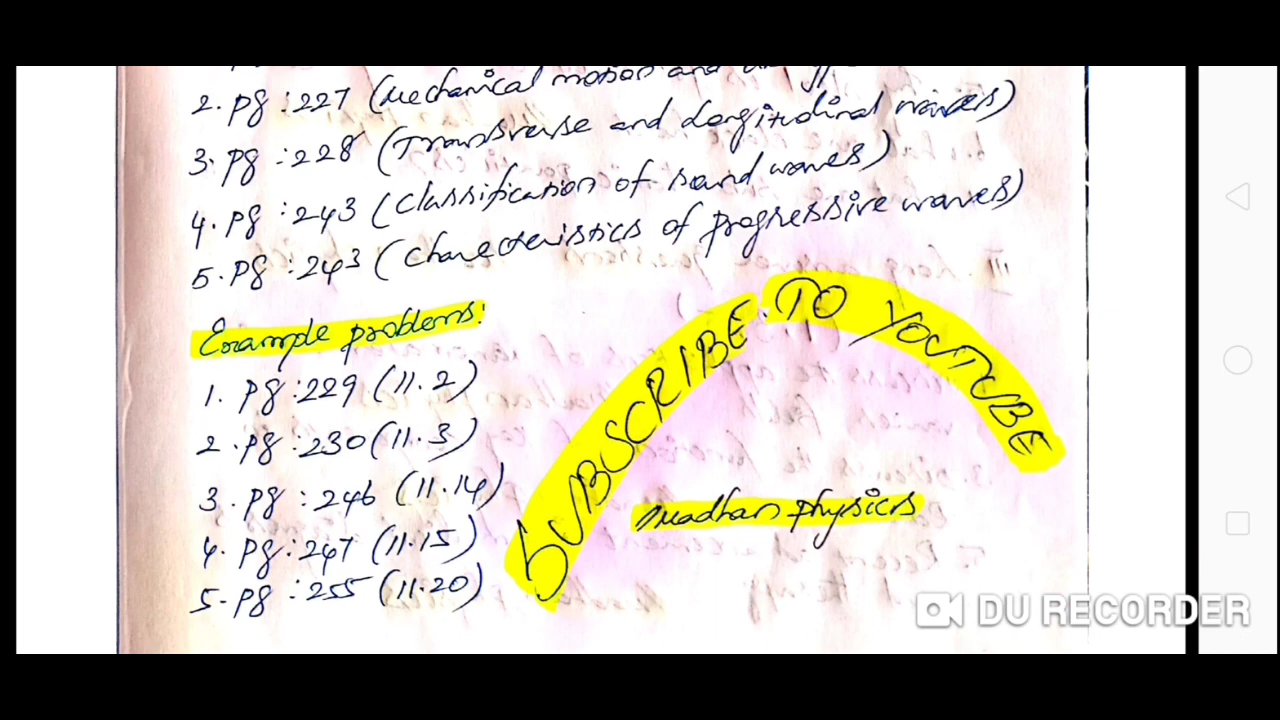 2. Pg : 227 (Mechanical motion and
3. Pg : 228 (Transverse and Longitudinal waves)
4. Pg : 243 (Classification of sound waves)
5. Pg : 243 (Characteristics of progressive waves)
Example problems:
1. Pg : 229 (11.2)
2. Pg : 230 (11.3)
3. Pg : 246 (11.14)
4. Pg : 247 (11.15)
5. Pg : 255 (11.20)
SUBSCRIBE TO YOUTUBE
Madhan physics
DU RECORDER